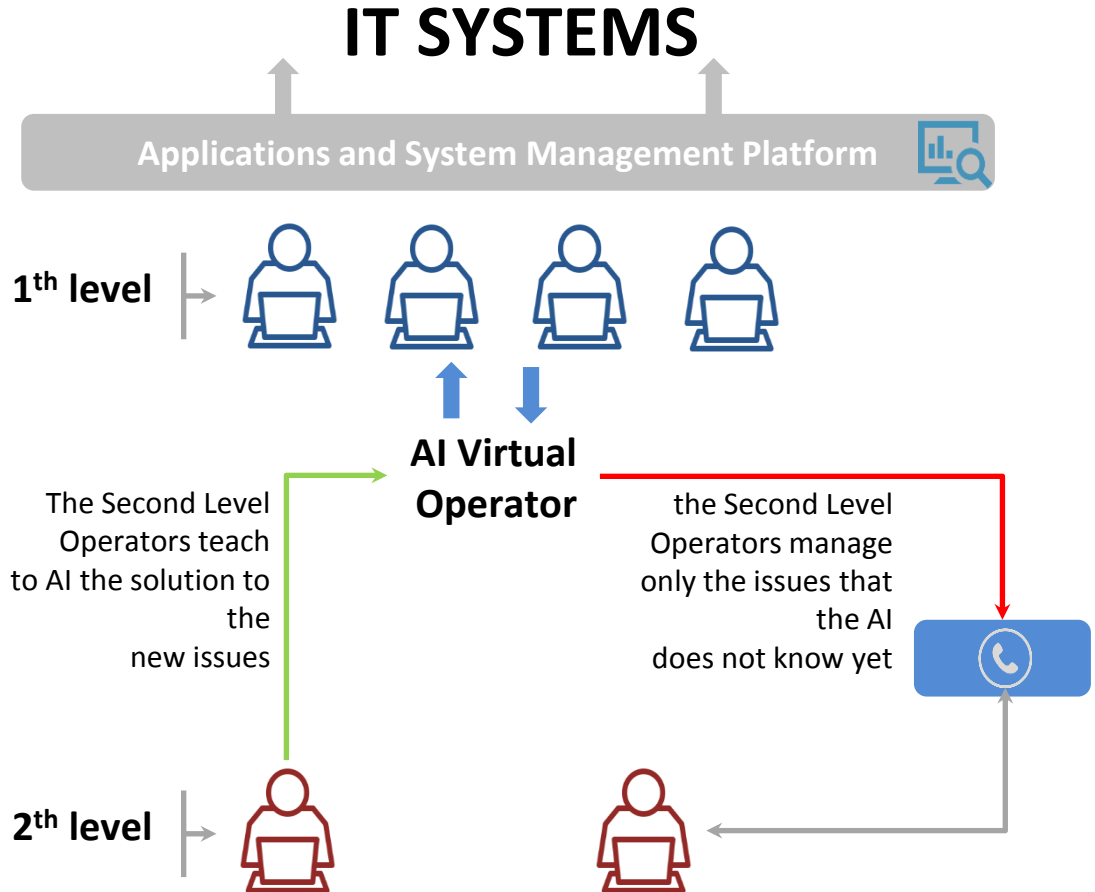 IT SYSTEMS
Applications and System Management Platform
1th level
AI Virtual
Operator
The Second Level
Operators teach
to AI the solution to
the
new issues
the Second Level
Operators manage
only the issues that
the AI
does not know yet
2th level